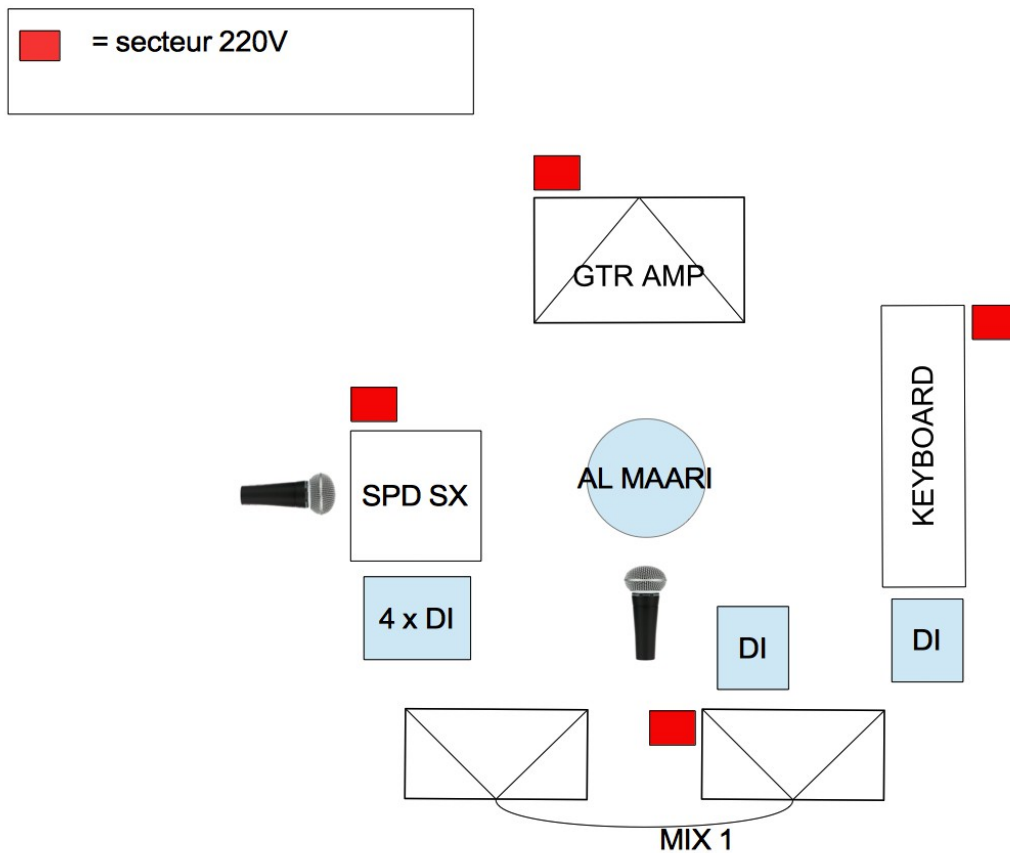 = secteur 220V
GTR AMP
KEYBOARD
SPD SX
AL MAARI
4 x DI
DI
DI
MIX 1